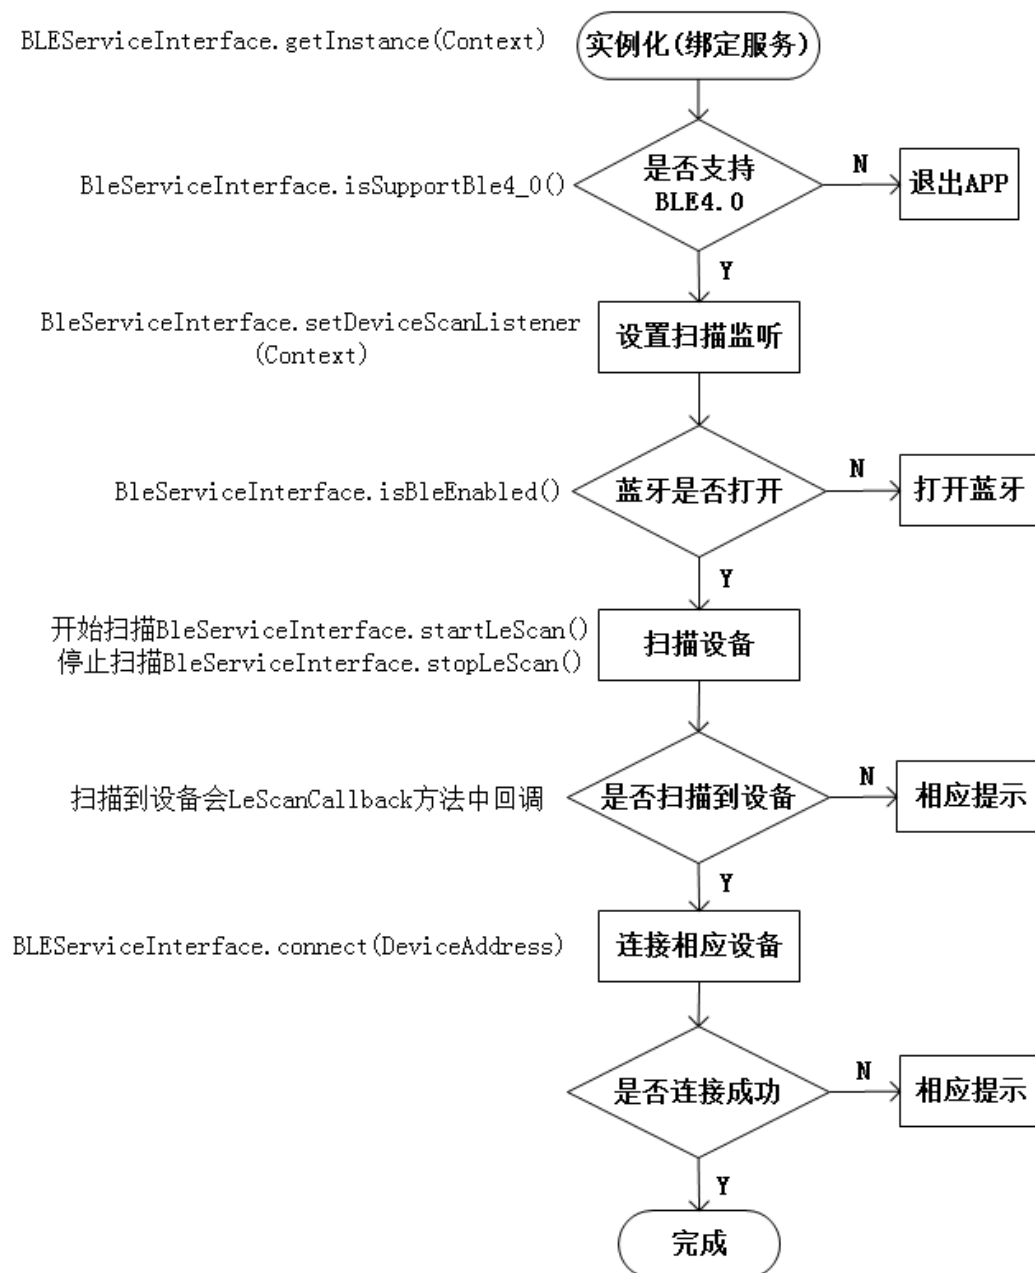 BLEServiceInterface.getInstance(Context)
实例化(绑定服务)
BleServiceInterface.isSupportBle4_0()
是否支持
BLE4.0
N
退出APP
Y
BleServiceInterface.setDeviceScanListener
(Context)
设置扫描监听
BleServiceInterface.isBleEnabled()
蓝牙是否打开
N
打开蓝牙
Y
开始扫描BleServiceInterface.startLeScan()
停止扫描BleServiceInterface.stopLeScan()
扫描设备
扫描到设备会LeScanCallback方法中回调
是否扫描到设备
N
相应提示
Y
BLEServiceInterface.connect(DeviceAddress)
连接相应设备
是否连接成功
N
相应提示
Y
完成